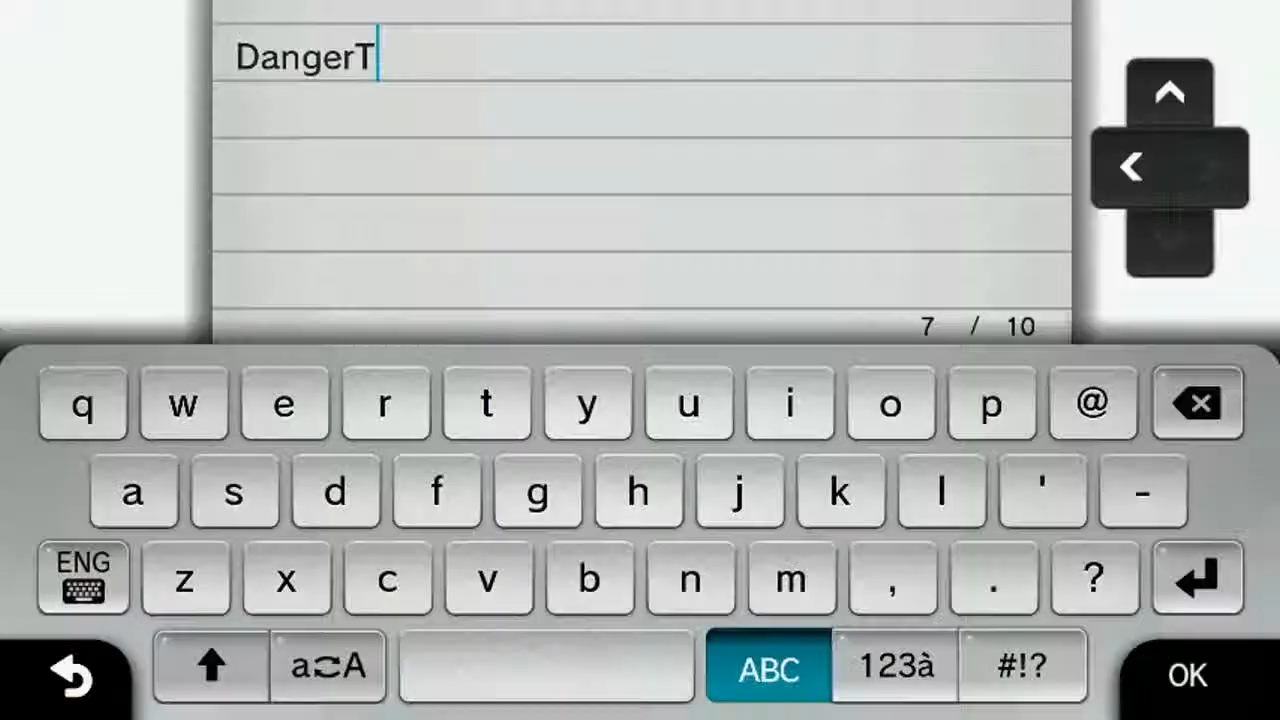 DangerT
7 / 10
q w e r t y u i o p @
a s d f g h j k l ' -
ENG z x c v b n m , . ?
a A ABC 123à #!? OK